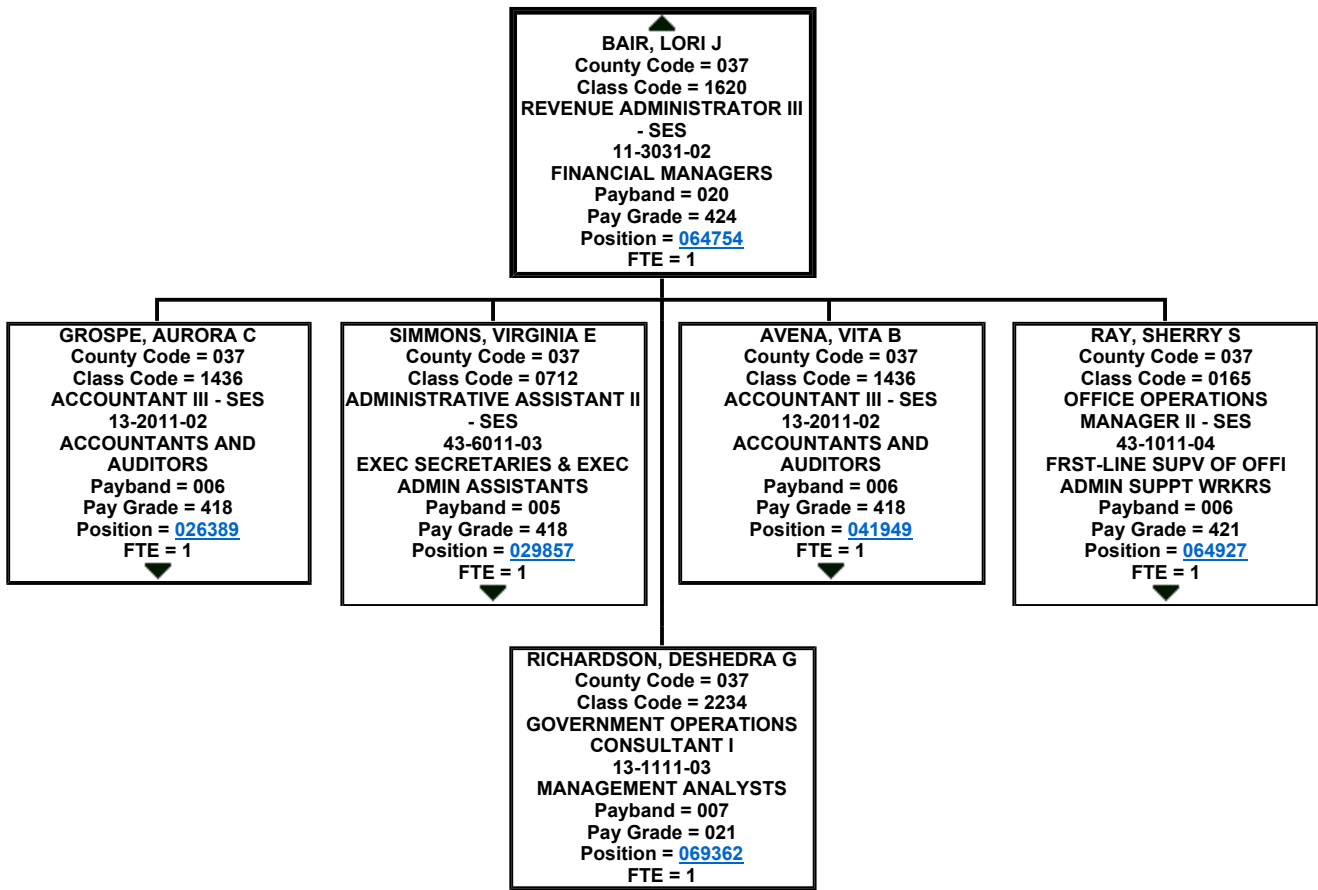 BAIR, LORI J
County Code = 037
Class Code = 1620
REVENUE ADMINISTRATOR III
- SES
11-3031-02
FINANCIAL MANAGERS
Payband = 020
Pay Grade = 424
Position = 064754
FTE = 1
GROSPE, AURORA C
County Code = 037
Class Code = 1436
ACCOUNTANT III - SES
13-2011-02
ACCOUNTANTS AND
AUDITORS
Payband = 006
Pay Grade = 418
Position = 026389
FTE = 1
SIMMONS, VIRGINIA E
County Code = 037
Class Code = 0712
ADMINISTRATIVE ASSISTANT II
- SES
43-6011-03
EXEC SECRETARIES & EXEC
ADMIN ASSISTANTS
Payband = 005
Pay Grade = 418
Position = 029857
FTE = 1
AVENA, VITA B
County Code = 037
Class Code = 1436
ACCOUNTANT III - SES
13-2011-02
ACCOUNTANTS AND
AUDITORS
Payband = 006
Pay Grade = 418
Position = 041949
FTE = 1
RAY, SHERRY S
County Code = 037
Class Code = 0165
OFFICE OPERATIONS
MANAGER II - SES
43-1011-04
FRST-LINE SUPV OF OFFI
ADMIN SUPPT WRKRS
Payband = 006
Pay Grade = 421
Position = 064927
FTE = 1
RICHARDSON, DESHEDRA G
County Code = 037
Class Code = 2234
GOVERNMENT OPERATIONS
CONSULTANT I
13-1111-03
MANAGEMENT ANALYSTS
Payband = 007
Pay Grade = 021
Position = 069362
FTE = 1